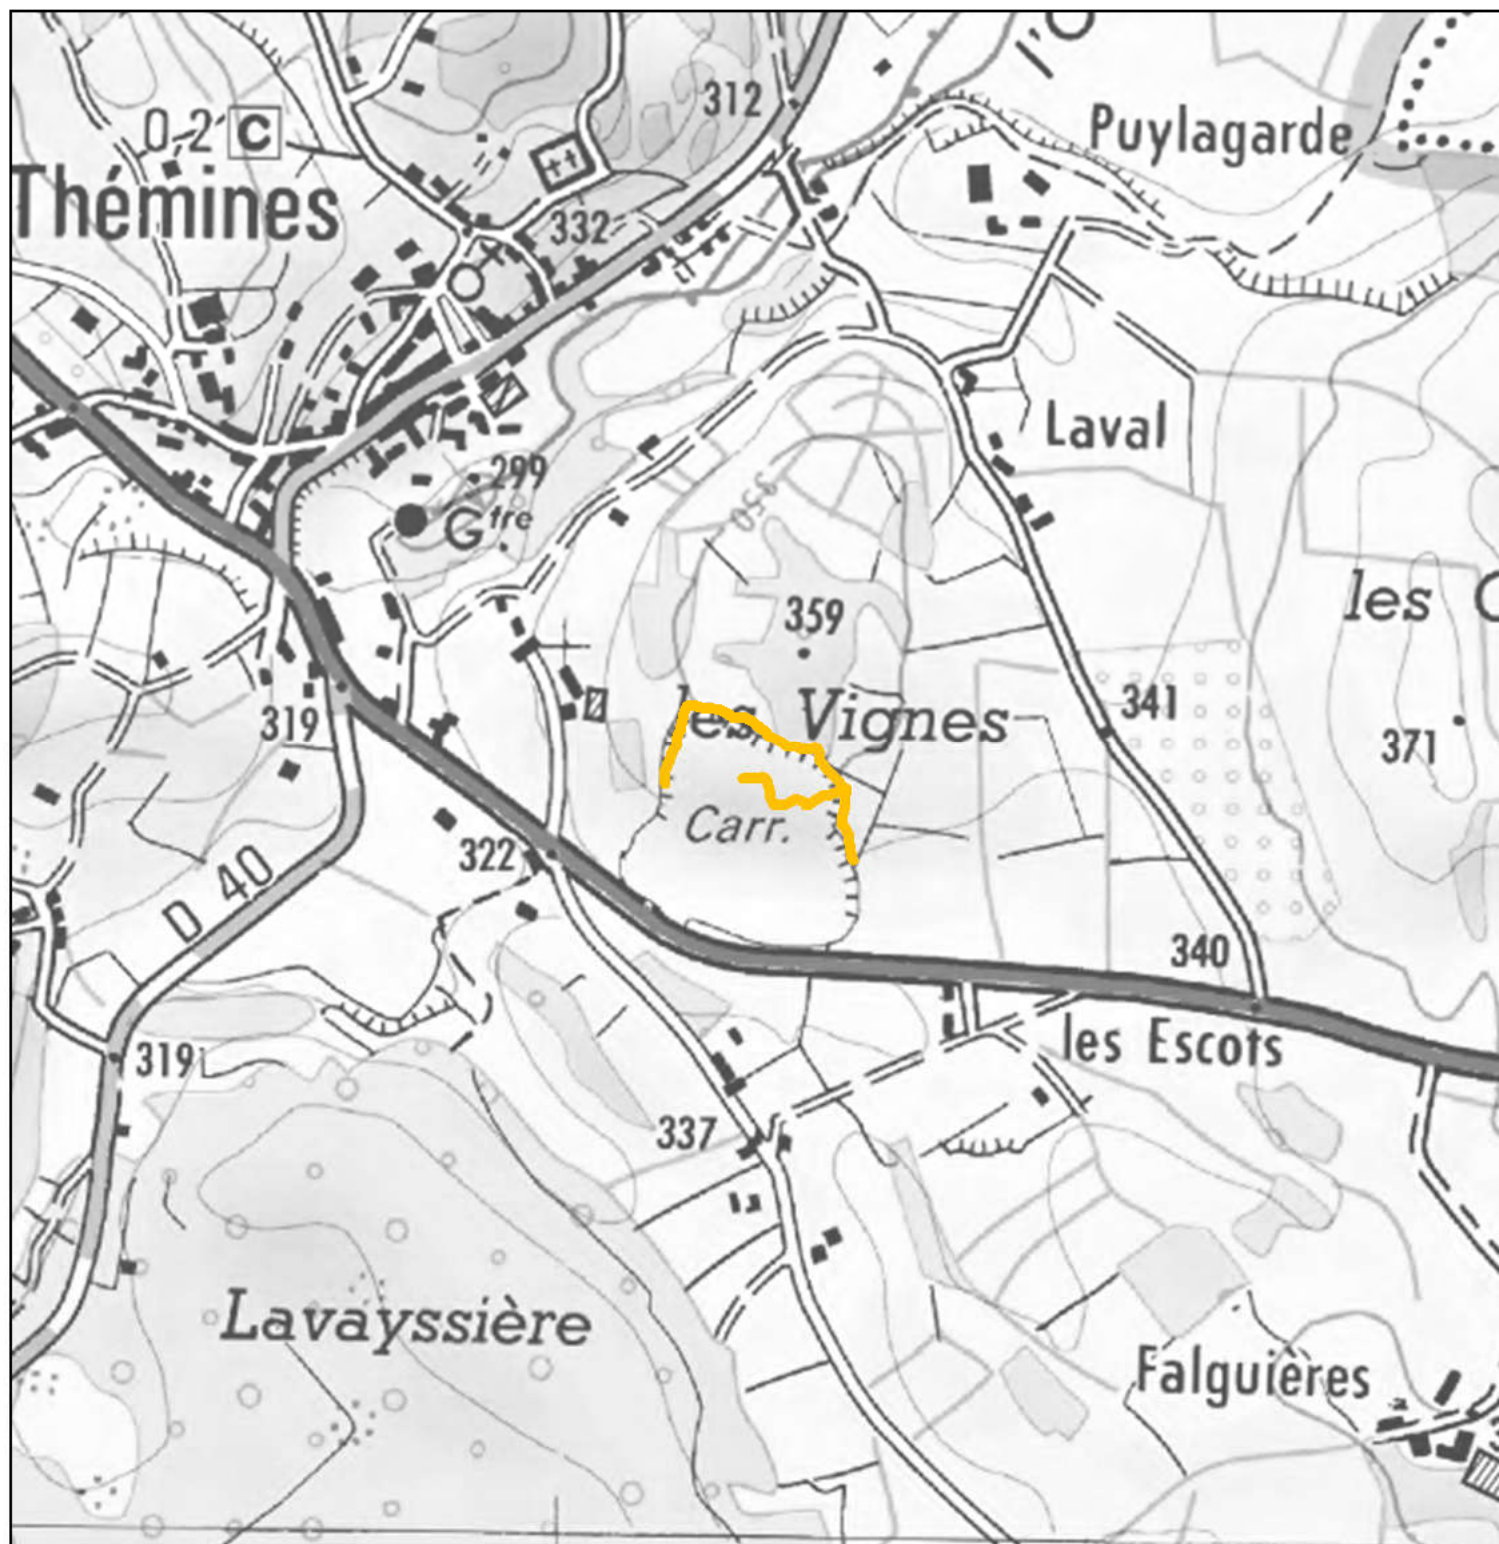 l'O
312
Puylagarde
0.2 C
Thémines
332
Laval
299
Gfre
350
les C
359
les Vignes
341
319
371
Carr.
322
D 40
340
les Escots
319
337
Lavayssière
Falguières